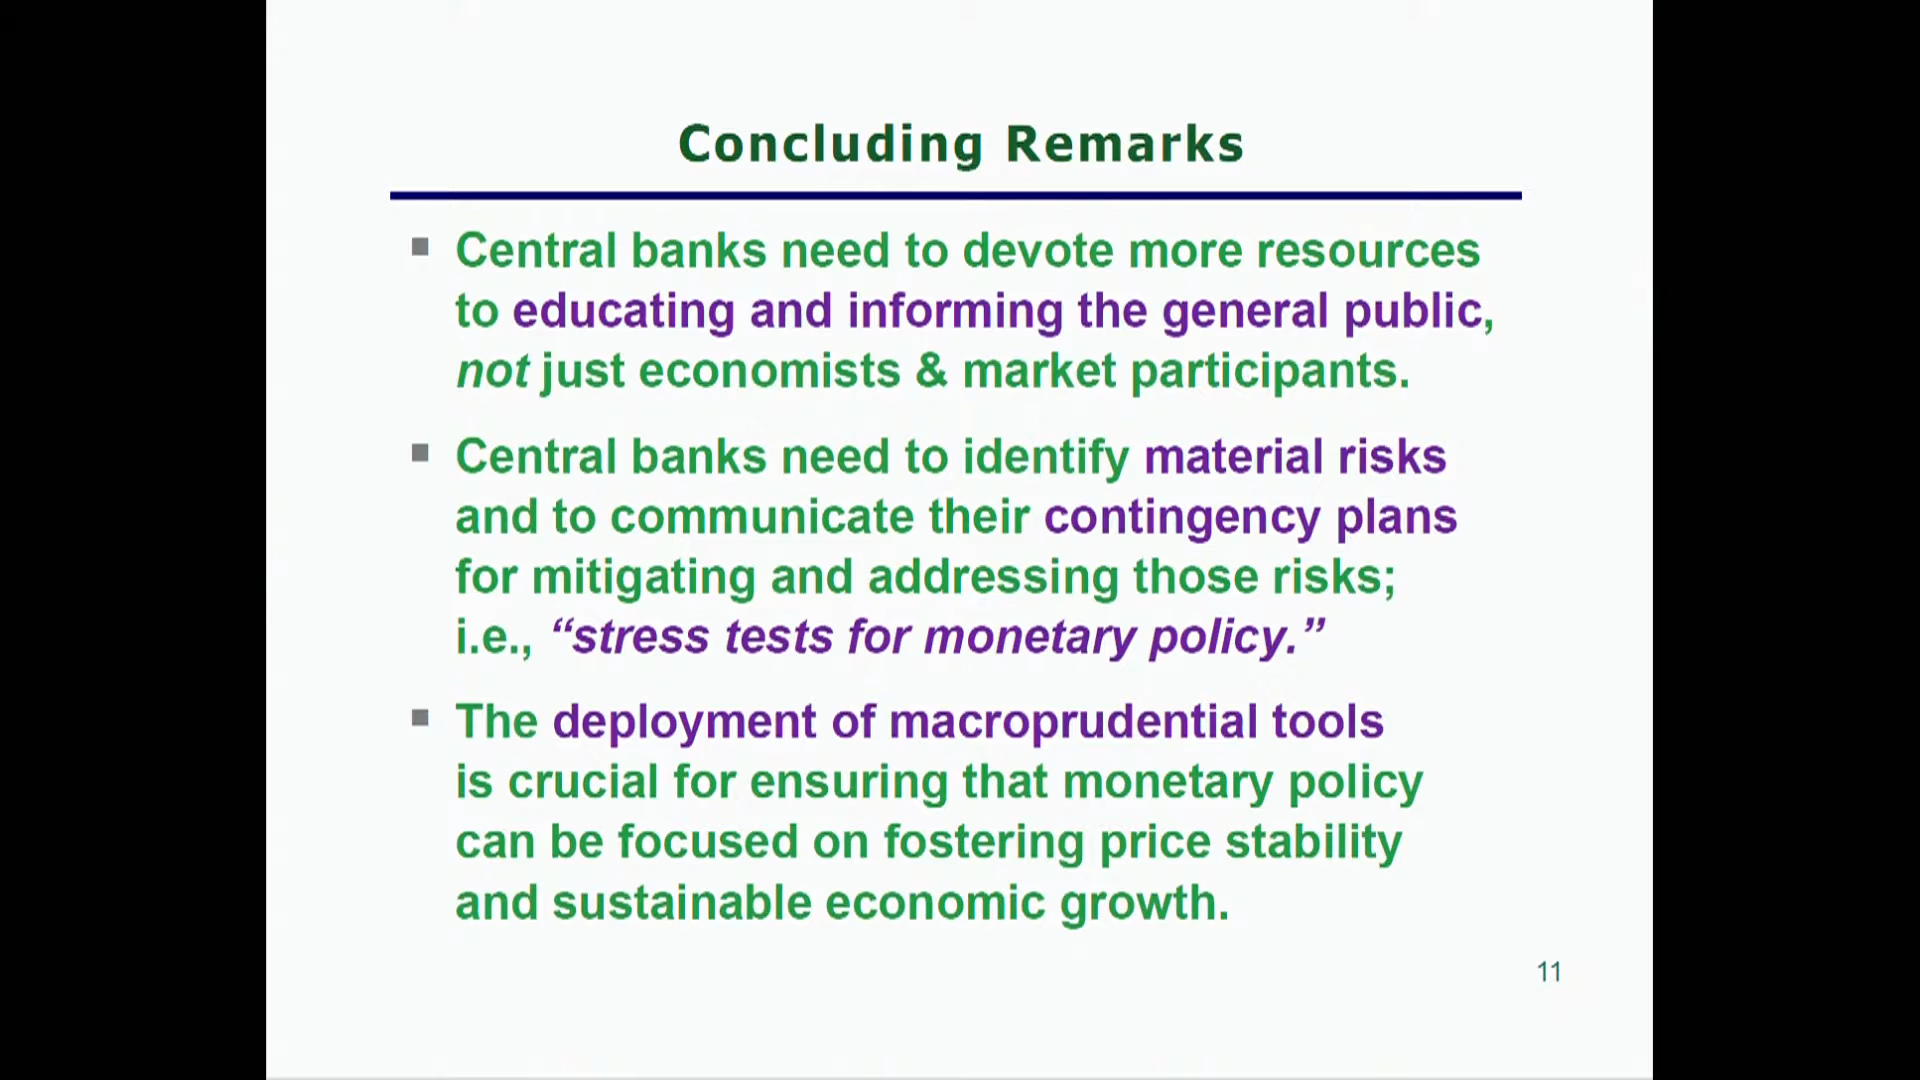 Concluding Remarks
Central banks need to devote more resources
to educating and informing the general public,
not just economists & market participants.
Central banks need to identify material risks
and to communicate their contingency plans
for mitigating and addressing those risks;
i.e., “stress tests for monetary policy.”
The deployment of macroprudential tools
is crucial for ensuring that monetary policy
can be focused on fostering price stability
and sustainable economic growth.
11